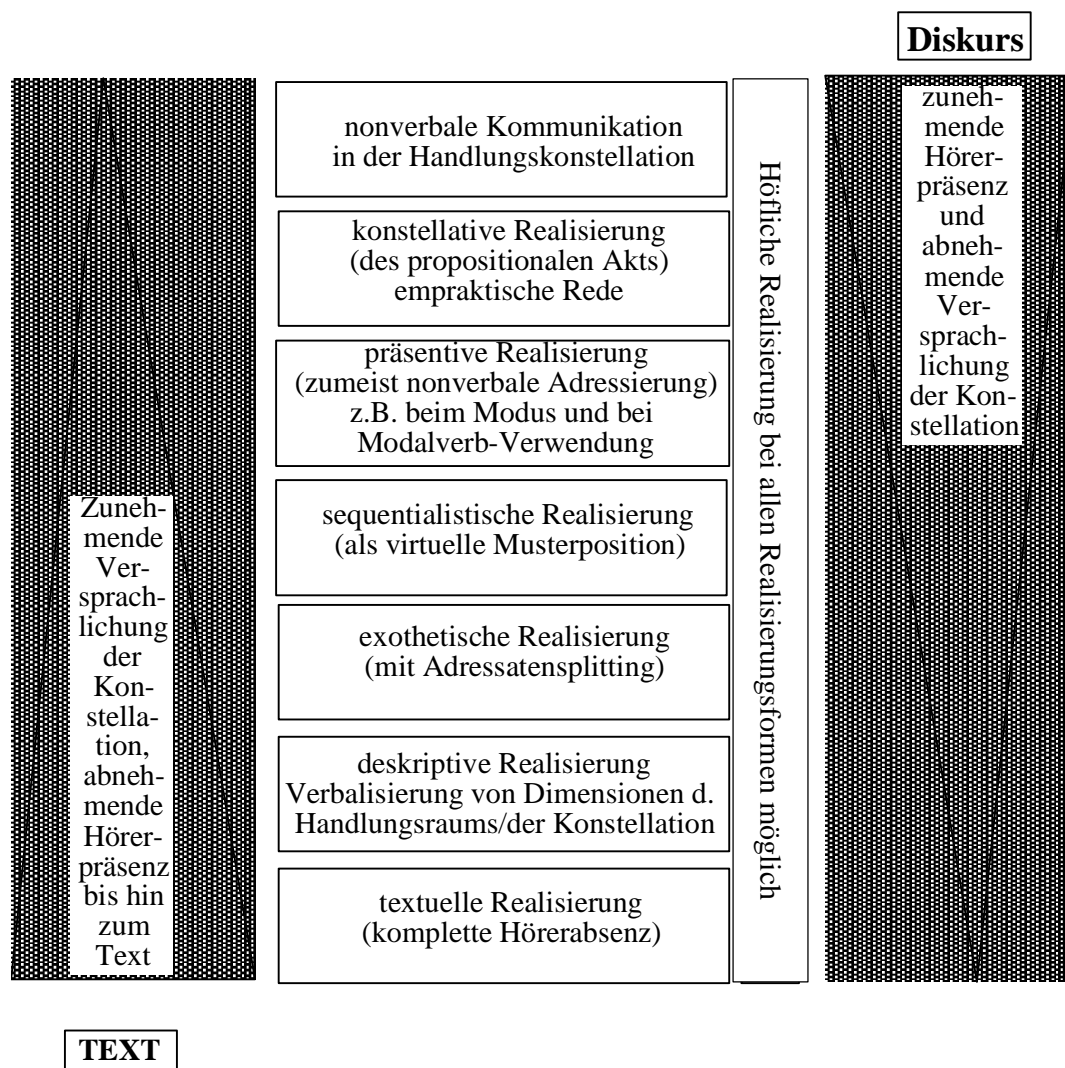 Diskurs
nonverbale Kommunikation
in der Handlungskonstellation
konstellative Realisierung
(des propositionalen Akts)
empraktische Rede
präsentive Realisierung
(zumeist nonverbale Adressierung)
z.B. beim Modus und bei
Modalverb-Verwendung
sequentialistische Realisierung
(als virtuelle Musterposition)
exothetische Realisierung
(mit Adressatensplitting)
deskriptive Realisierung
Verbalisierung von Dimensionen d.
Handlungsraums/der Konstellation
textuelle Realisierung
(komplette Hörerabsenz)
Höfliche Realisierung bei allen Realisierungsformen möglich
zuneh-
mende
Hörer-
präsenz
und
abneh-
mende
Ver-
sprach-
lichung
der Kon-
stellation
Zuneh-
mende
Ver-
sprach-
lichung
der
Kon-
stella-
tion,
abneh-
mende
Hörer-
präsenz
bis hin
zum
Text
TEXT